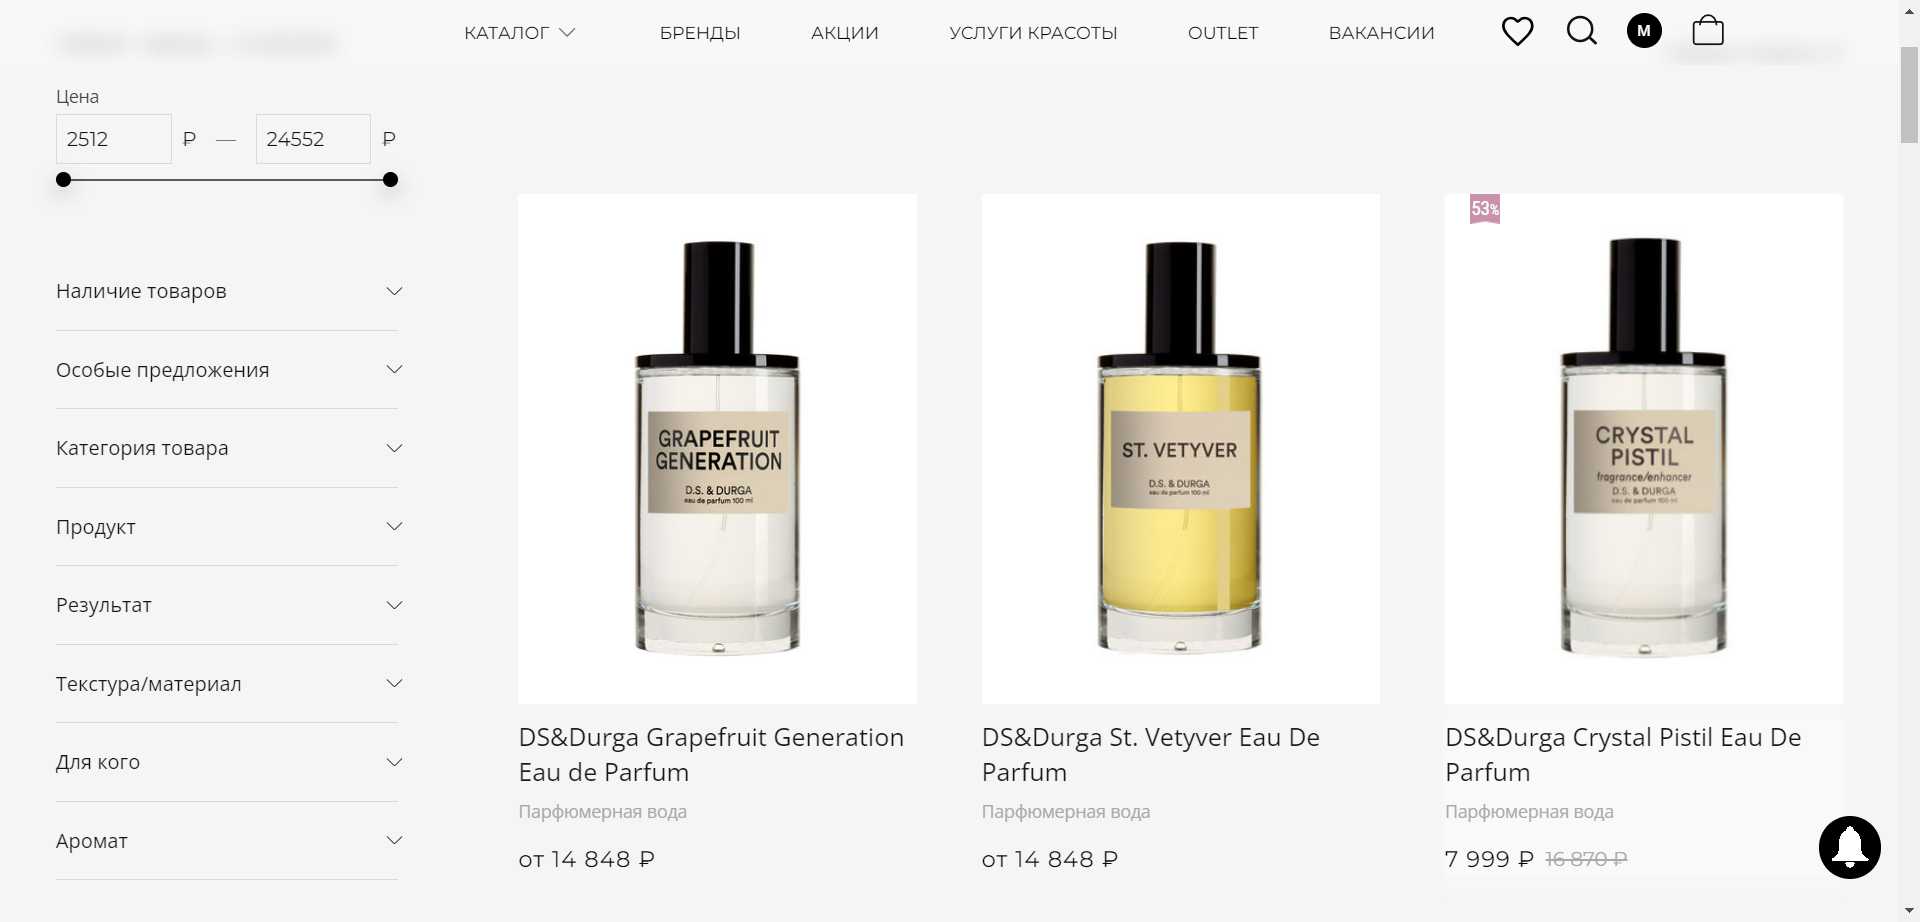 КАТАЛОГ
БРЕНДЫ
АКЦИИ
УСЛУГИ КРАСОТЫ
OUTLET
ВАКАНСИИ
M
Цена
2512 ₽ — 24552 ₽
Наличие товаров
Особые предложения
Категория товара
Продукт
Результат
Текстура/материал
Для кого
Аромат
GRAPEFRUIT
GENERATION
D.S. & DURGA
eau de parfum 100 ml
DS&Durga Grapefruit Generation
Eau de Parfum
Парфюмерная вода
от 14 848 ₽
ST. VETYVER
D.S. & DURGA
eau de parfum 100 ml
DS&Durga St. Vetyver Eau De
Parfum
Парфюмерная вода
от 14 848 ₽
53%
CRYSTAL
PISTIL
fragrance/enhancer
D.S. & DURGA
eau de parfum 100 ml
DS&Durga Crystal Pistil Eau De
Parfum
Парфюмерная вода
7 999 ₽ 16 870 ₽